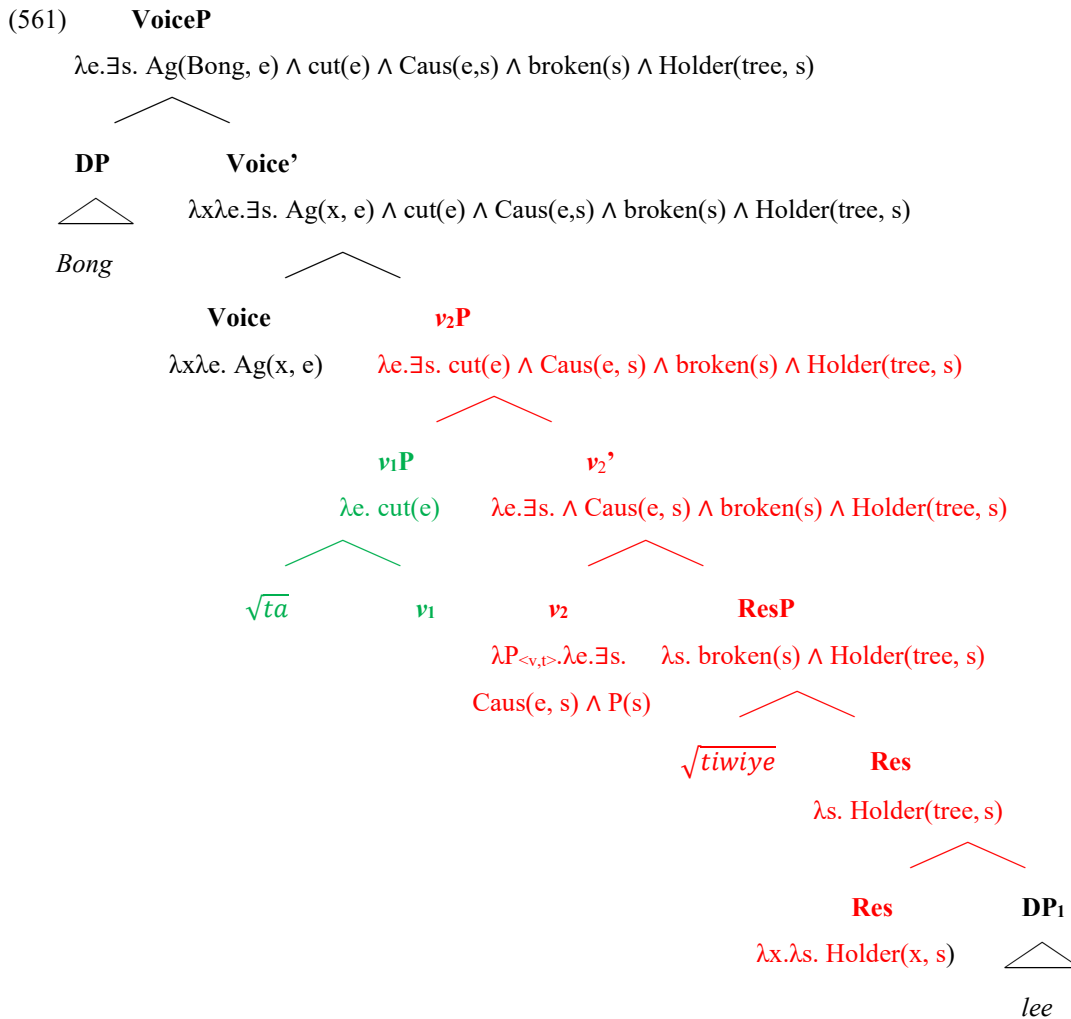 (561) VoiceP
λe.∃s. Ag(Bong, e) ∧ cut(e) ∧ Caus(e,s) ∧ broken(s) ∧ Holder(tree, s)
DP Voice’
λxλe.∃s. Ag(x, e) ∧ cut(e) ∧ Caus(e,s) ∧ broken(s) ∧ Holder(tree, s)
Bong
Voice v₂P
λxλe. Ag(x, e) λe.∃s. cut(e) ∧ Caus(e, s) ∧ broken(s) ∧ Holder(tree, s)
v₁P v₂’
λe. cut(e) λe.∃s. ∧ Caus(e, s) ∧ broken(s) ∧ Holder(tree, s)
√ta v₁ v₂ ResP
λP<v,t>.λe.∃s. λs. broken(s) ∧ Holder(tree, s)
Caus(e, s) ∧ P(s)
√tiwiye Res
λs. Holder(tree, s)
Res DP₁
λx.λs. Holder(x, s)
lee